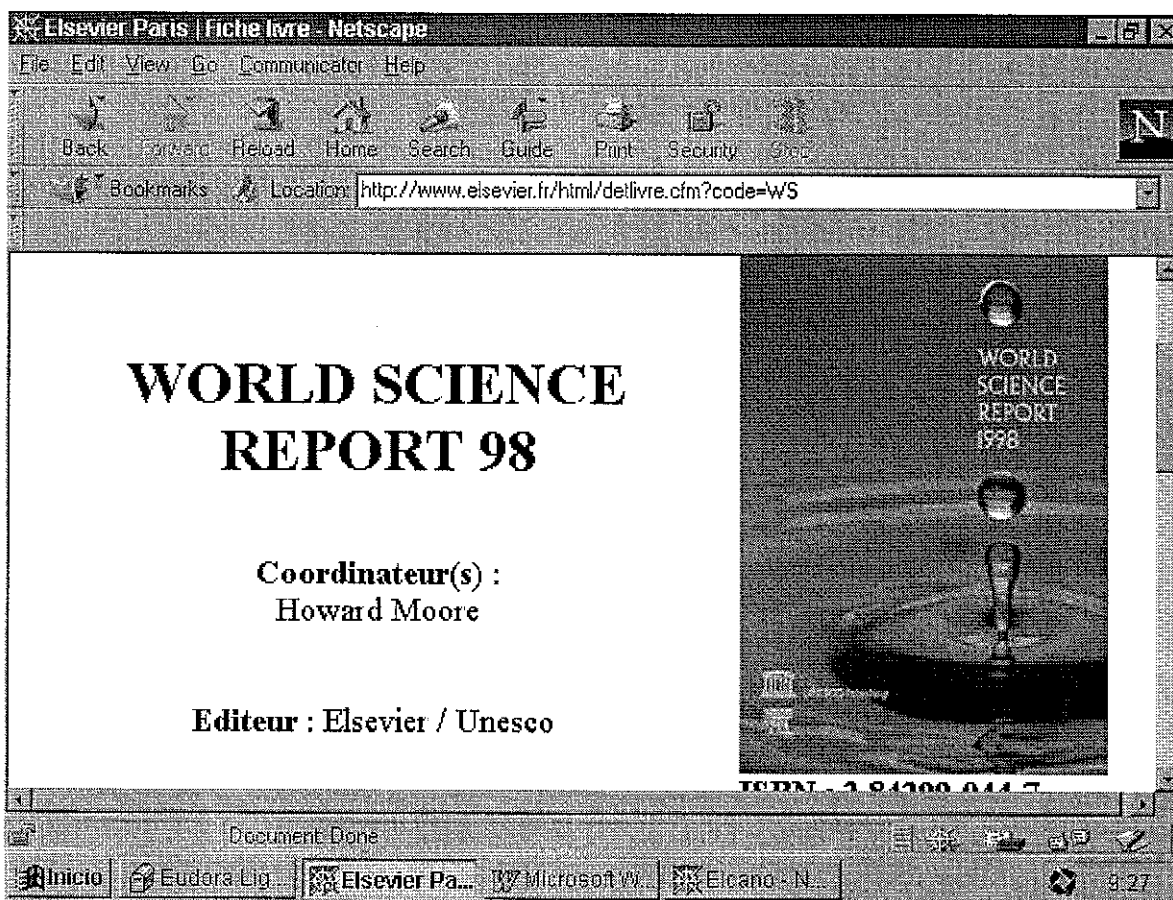 Elsevier Paris | Fiche livre - Netscape
File Edit View Go Communicator Help
Back Forward Reload Home Search Guide Print Security Stop
N
Bookmarks Location: http://www.elsevier.fr/html/detlivre.cfm?code=WS
WORLD SCIENCE
REPORT 98
Coordinateur(s) :
Howard Moore
Editeur : Elsevier / Unesco
WORLD
SCIENCE
REPORT
1998
Document: Done
Inicio Eudora Lig... Elsevier Pa... Microsoft W... Elcano - N... 9:27